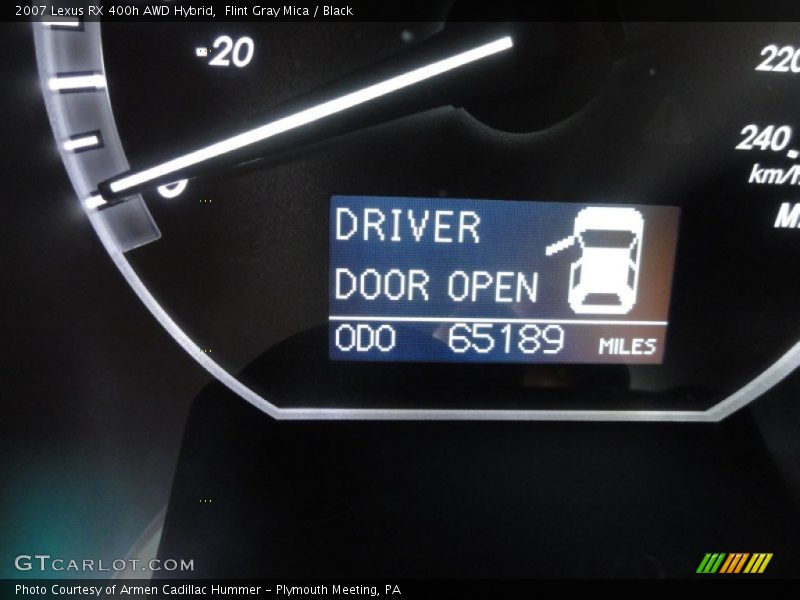 2007 Lexus RX 400h AWD Hybrid,  Flint Gray Mica / Black
20
220
240
km/h
0
DRIVER
DOOR OPEN
ODO 65189 MILES
GTCARLOT.COM
Photo Courtesy of Armen Cadillac Hummer - Plymouth Meeting, PA